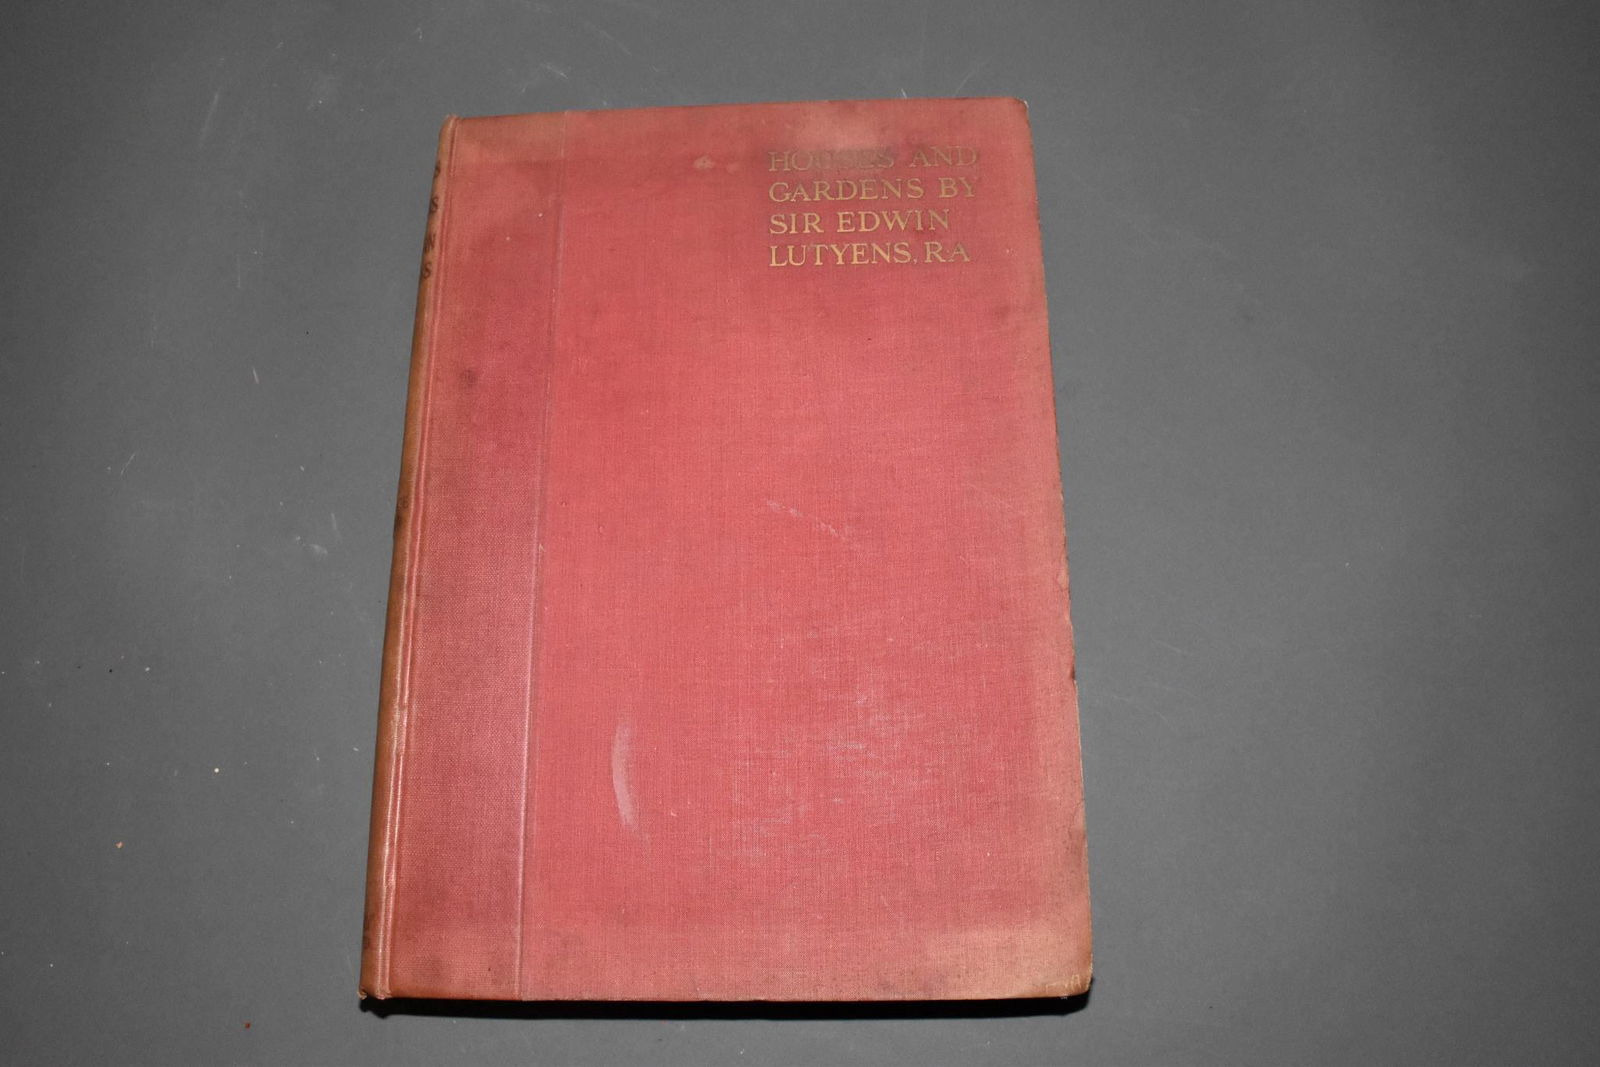 HOUSES AND
GARDENS BY
SIR EDWIN
LUTYENS, RA